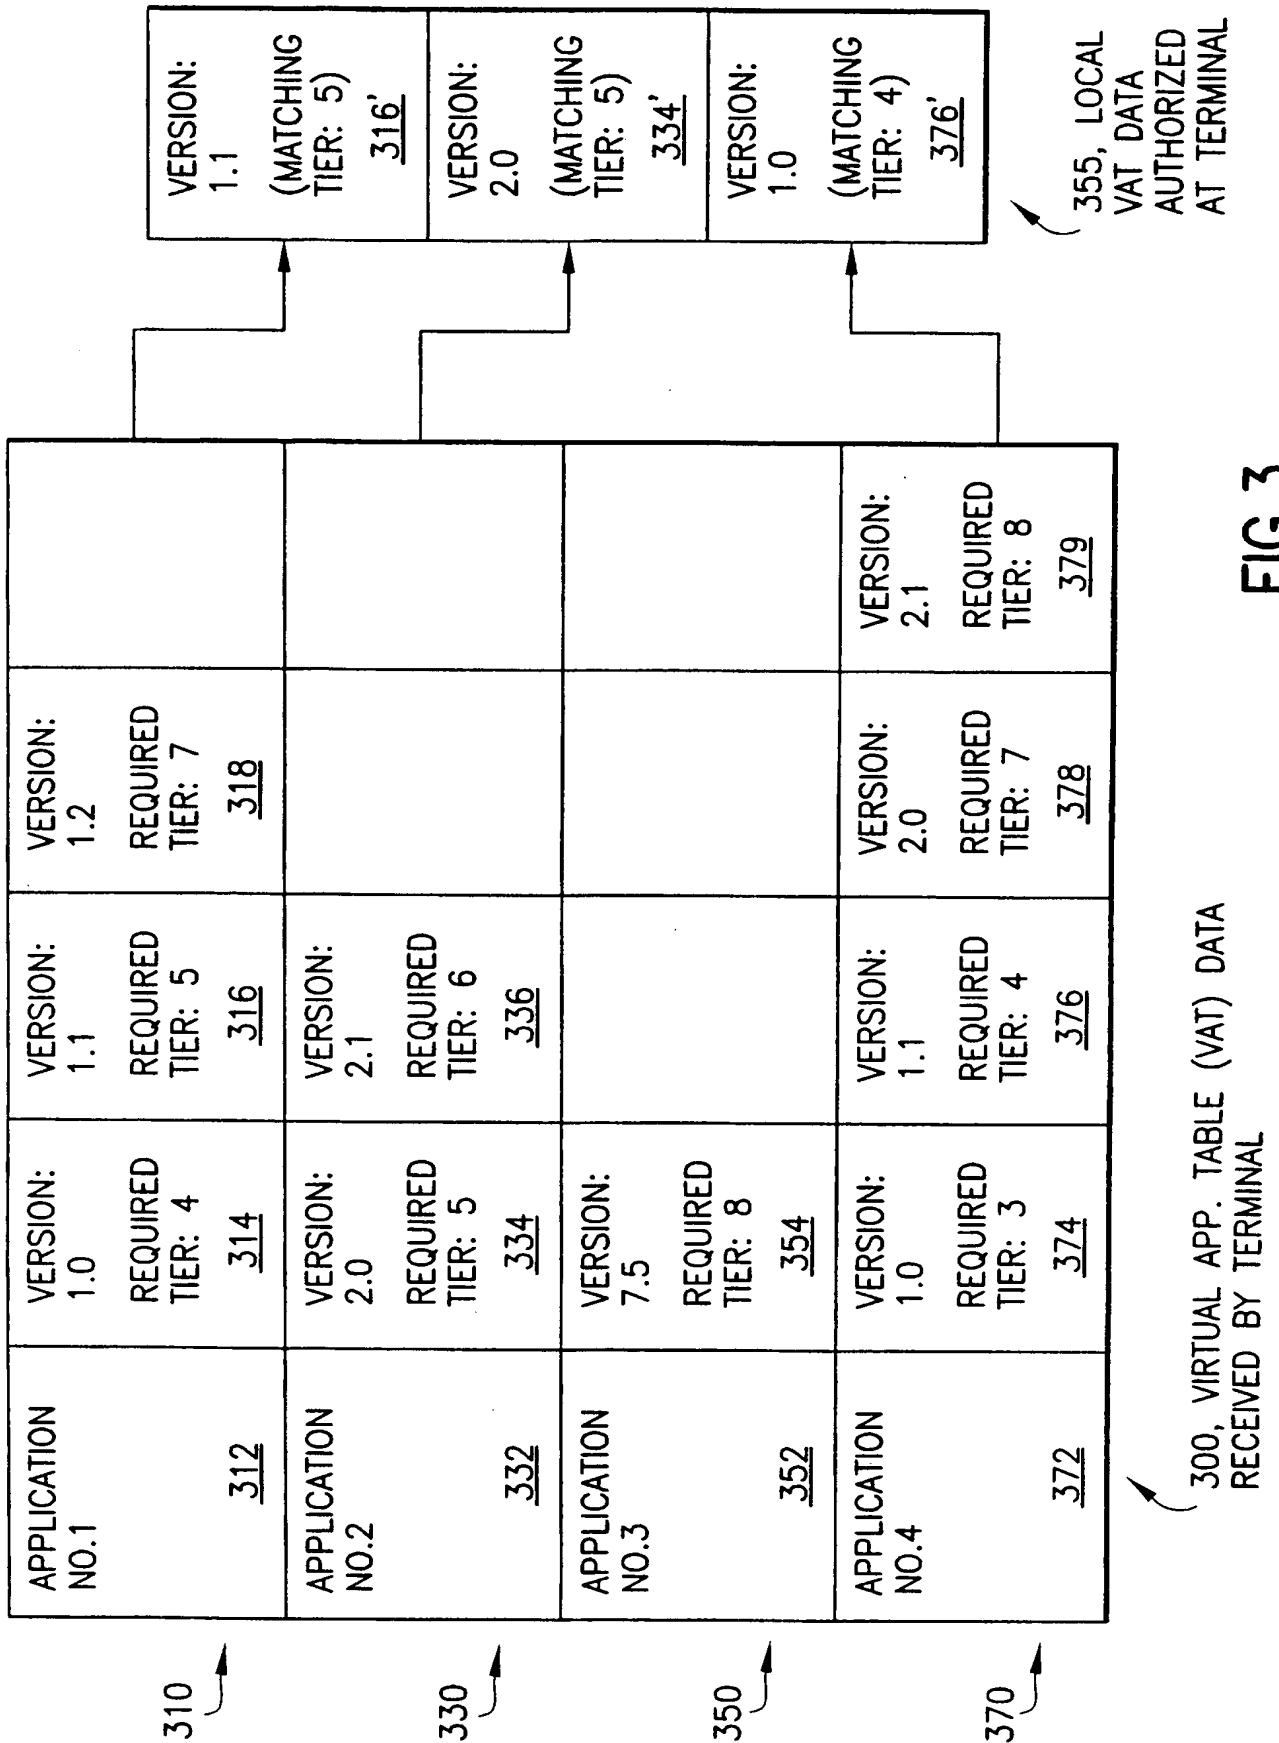 310
APPLICATION
NO.1
312
VERSION:
1.0
REQUIRED
TIER: 4
314
VERSION:
1.1
REQUIRED
TIER: 5
316
VERSION:
1.2
REQUIRED
TIER: 7
318
330
APPLICATION
NO.2
332
VERSION:
2.0
REQUIRED
TIER: 5
334
VERSION:
2.1
REQUIRED
TIER: 6
336
350
APPLICATION
NO.3
352
VERSION:
7.5
REQUIRED
TIER: 8
354
370
APPLICATION
NO.4
372
VERSION:
1.0
REQUIRED
TIER: 3
374
VERSION:
1.1
REQUIRED
TIER: 4
376
VERSION:
2.0
REQUIRED
TIER: 7
378
VERSION:
2.1
REQUIRED
TIER: 8
379
VERSION:
1.1
(MATCHING
TIER: 5)
316'
VERSION:
2.0
(MATCHING
TIER: 5)
334'
VERSION:
1.0
(MATCHING
TIER: 4)
376'
355, LOCAL
VAT DATA
AUTHORIZED
AT TERMINAL
300, VIRTUAL APP. TABLE (VAT) DATA
RECEIVED BY TERMINAL
FIG. 3